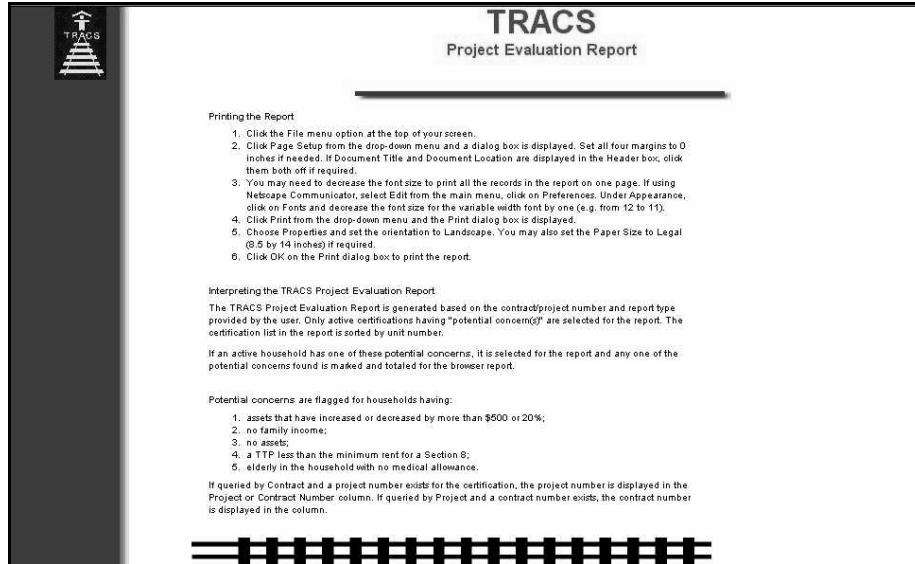 TRACS
TRACS
Project Evaluation Report
Printing the Report
1. Click the File menu option at the top of your screen.
2. Click Page Setup from the drop-down menu and a dialog box is displayed. Set all four margins to 0
inches if needed. If Document Title and Document Location are displayed in the Header box, click
them both off if required.
3. You may need to decrease the font size to print all the records in the report on one page. If using
Netscape Communicator, select Edit from the main menu, click on Preferences. Under Appearance,
click on Fonts and decrease the font size for the variable width font by one (e.g. from 12 to 11).
4. Click Print from the drop-down menu and the Print dialog box is displayed.
5. Choose Properties and set the orientation to Landscape. You may also set the Paper Size to Legal
(8.5 by 14 inches) if required.
6. Click OK on the Print dialog box to print the report.
Interpreting the TRACS Project Evaluation Report
The TRACS Project Evaluation Report is generated based on the contract/project number and report type
provided by the user. Only active certifications having "potential concern(s)" are selected for the report. The
certification list in the report is sorted by unit number.
If an active household has one of these potential concerns, it is selected for the report and any one of the
potential concerns found is marked and totaled for the browser report.
Potential concerns are flagged for households having:
1. assets that have increased or decreased by more than $500 or 20%;
2. no family income;
3. no assets;
4. a TTP less than the minimum rent for a Section 8;
5. elderly in the household with no medical allowance.
If queried by Contract and a project number exists for the certification, the project number is displayed in the
Project or Contract Number column. If queried by Project and a contract number exists, the contract number
is displayed in the column.